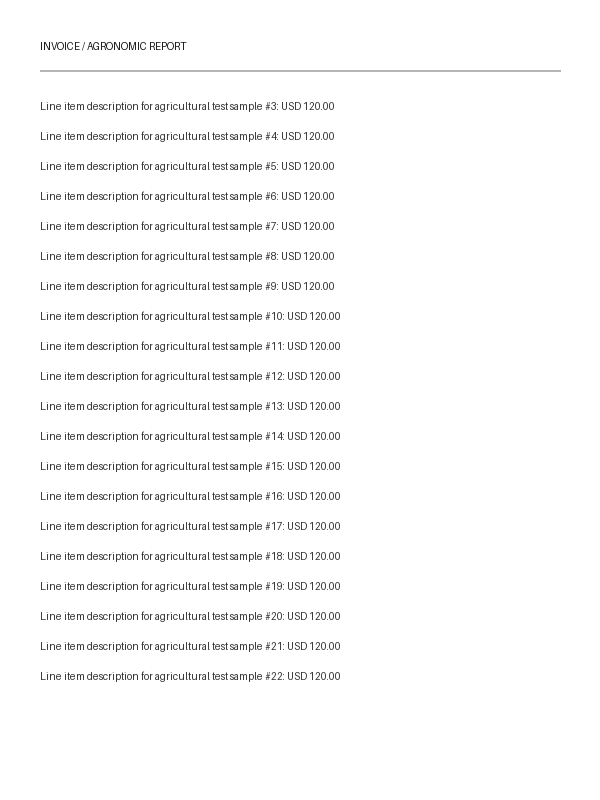 INVOICE / AGRONOMIC REPORT
Line item description for agricultural test sample #3: USD 120.00
Line item description for agricultural test sample #4: USD 120.00
Line item description for agricultural test sample #5: USD 120.00
Line item description for agricultural test sample #6: USD 120.00
Line item description for agricultural test sample #7: USD 120.00
Line item description for agricultural test sample #8: USD 120.00
Line item description for agricultural test sample #9: USD 120.00
Line item description for agricultural test sample #10: USD 120.00
Line item description for agricultural test sample #11: USD 120.00
Line item description for agricultural test sample #12: USD 120.00
Line item description for agricultural test sample #13: USD 120.00
Line item description for agricultural test sample #14: USD 120.00
Line item description for agricultural test sample #15: USD 120.00
Line item description for agricultural test sample #16: USD 120.00
Line item description for agricultural test sample #17: USD 120.00
Line item description for agricultural test sample #18: USD 120.00
Line item description for agricultural test sample #19: USD 120.00
Line item description for agricultural test sample #20: USD 120.00
Line item description for agricultural test sample #21: USD 120.00
Line item description for agricultural test sample #22: USD 120.00